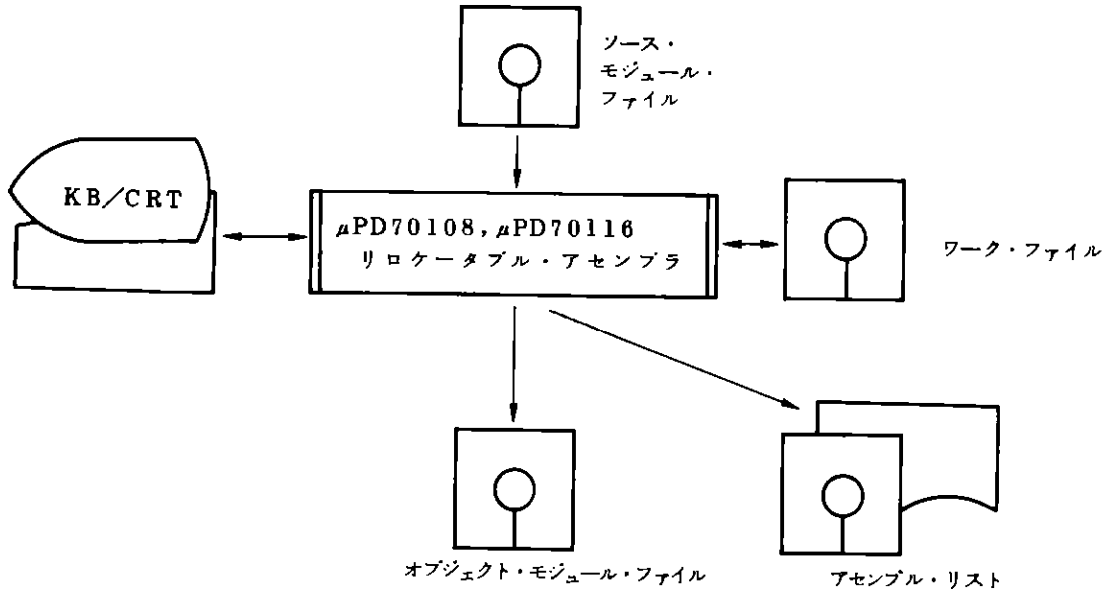 ソース・
モジュール・
ファイル
KB/CRT
μPD70108, μPD70116
リロケータブル・アセンブラ
ワーク・ファイル
オブジェクト・モジュール・ファイル
アセンブル・リスト